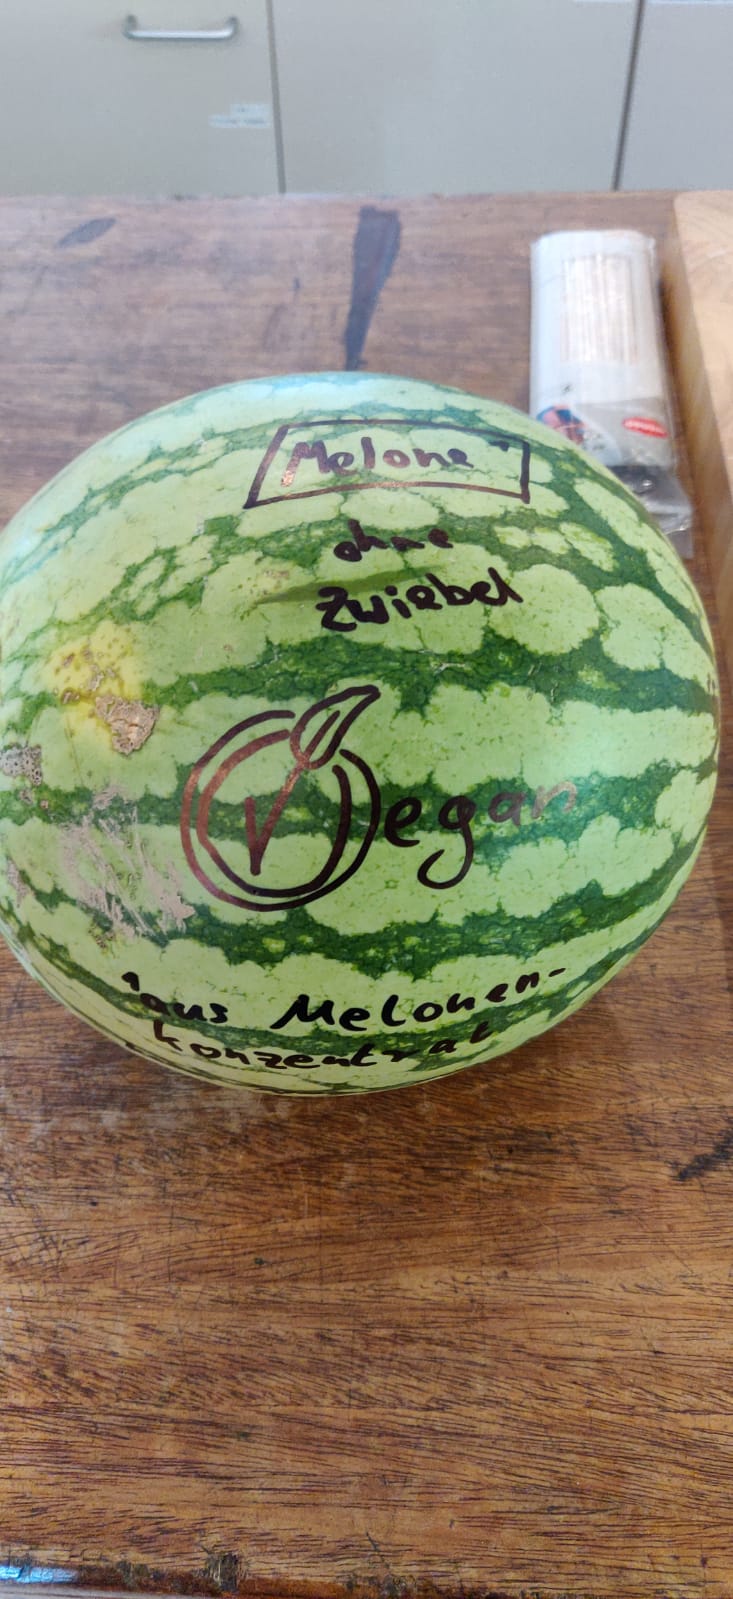 Melone¹
ohne
Zwiebel
Vegan
¹aus Melonen-
konzentrat